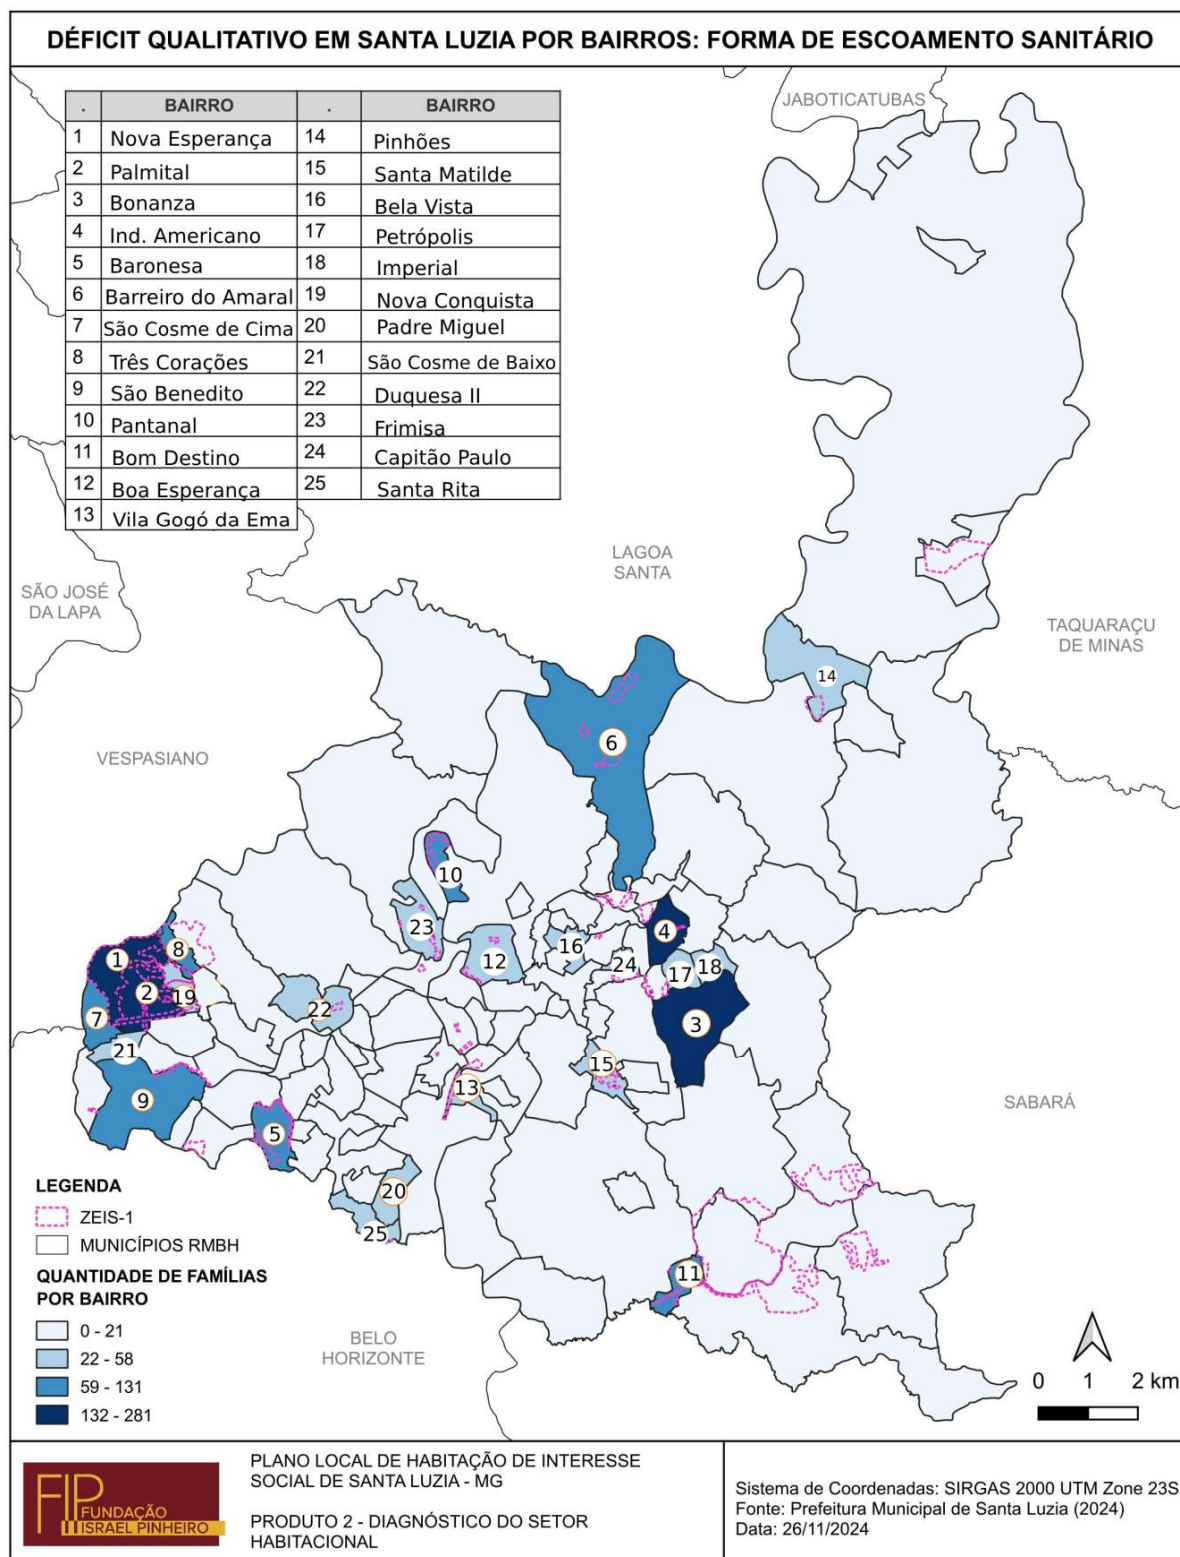 DÉFICIT QUALITATIVO EM SANTA LUZIA POR BAIRROS: FORMA DE ESCOAMENTO SANITÁRIO
. BAIRRO . BAIRRO
1 Nova Esperança 14 Pinhões
2 Palmital 15 Santa Matilde
3 Bonanza 16 Bela Vista
4 Ind. Americano 17 Petrópolis
5 Baronesa 18 Imperial
6 Barreiro do Amaral 19 Nova Conquista
7 São Cosme de Cima 20 Padre Miguel
8 Três Corações 21 São Cosme de Baixo
9 São Benedito 22 Duquesa II
10 Pantanal 23 Frimisa
11 Bom Destino 24 Capitão Paulo
12 Boa Esperança 25 Santa Rita
13 Vila Gogó da Ema
JABOTICATUBAS
LAGOA
SANTA
SÃO JOSÉ
DA LAPA
TAQUARAÇU
DE MINAS
14
VESPASIANO
6
10
23
4
16
12
24
17
18
8
1
2
19
22
7
3
21
15
13
9
SABARÁ
5
20
25
11
BELO
HORIZONTE
LEGENDA
ZEIS-1
MUNICÍPIOS RMBH
QUANTIDADE DE FAMÍLIAS
POR BAIRRO
0 - 21
22 - 58
59 - 131
132 - 281
0 1 2 km
FIP
FUNDAÇÃO
ISRAEL PINHEIRO
PLANO LOCAL DE HABITAÇÃO DE INTERESSE
SOCIAL DE SANTA LUZIA - MG
PRODUTO 2 - DIAGNÓSTICO DO SETOR
HABITACIONAL
Sistema de Coordenadas: SIRGAS 2000 UTM Zone 23S
Fonte: Prefeitura Municipal de Santa Luzia (2024)
Data: 26/11/2024